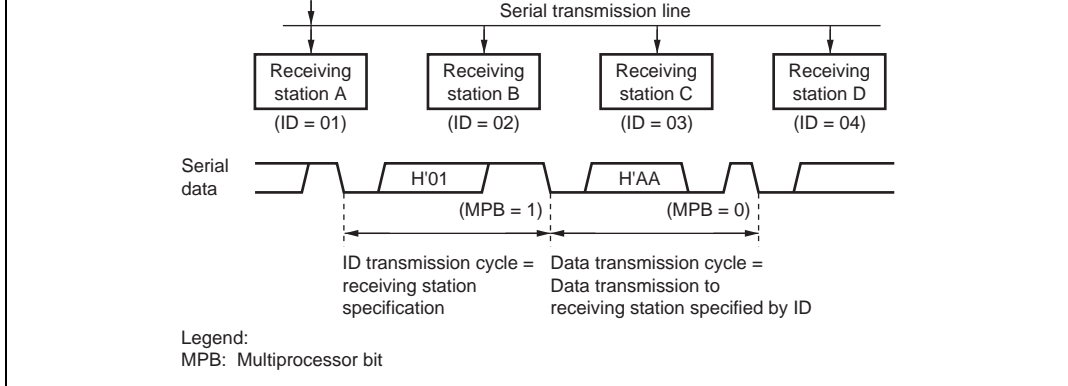 Serial transmission line
Receiving station A
Receiving station B
Receiving station C
Receiving station D
(ID = 01)
(ID = 02)
(ID = 03)
(ID = 04)
Serial data
H'01
H'AA
(MPB = 1)
(MPB = 0)
ID transmission cycle =
receiving station
specification
Data transmission cycle =
Data transmission to
receiving station specified by ID
Legend:
MPB: Multiprocessor bit